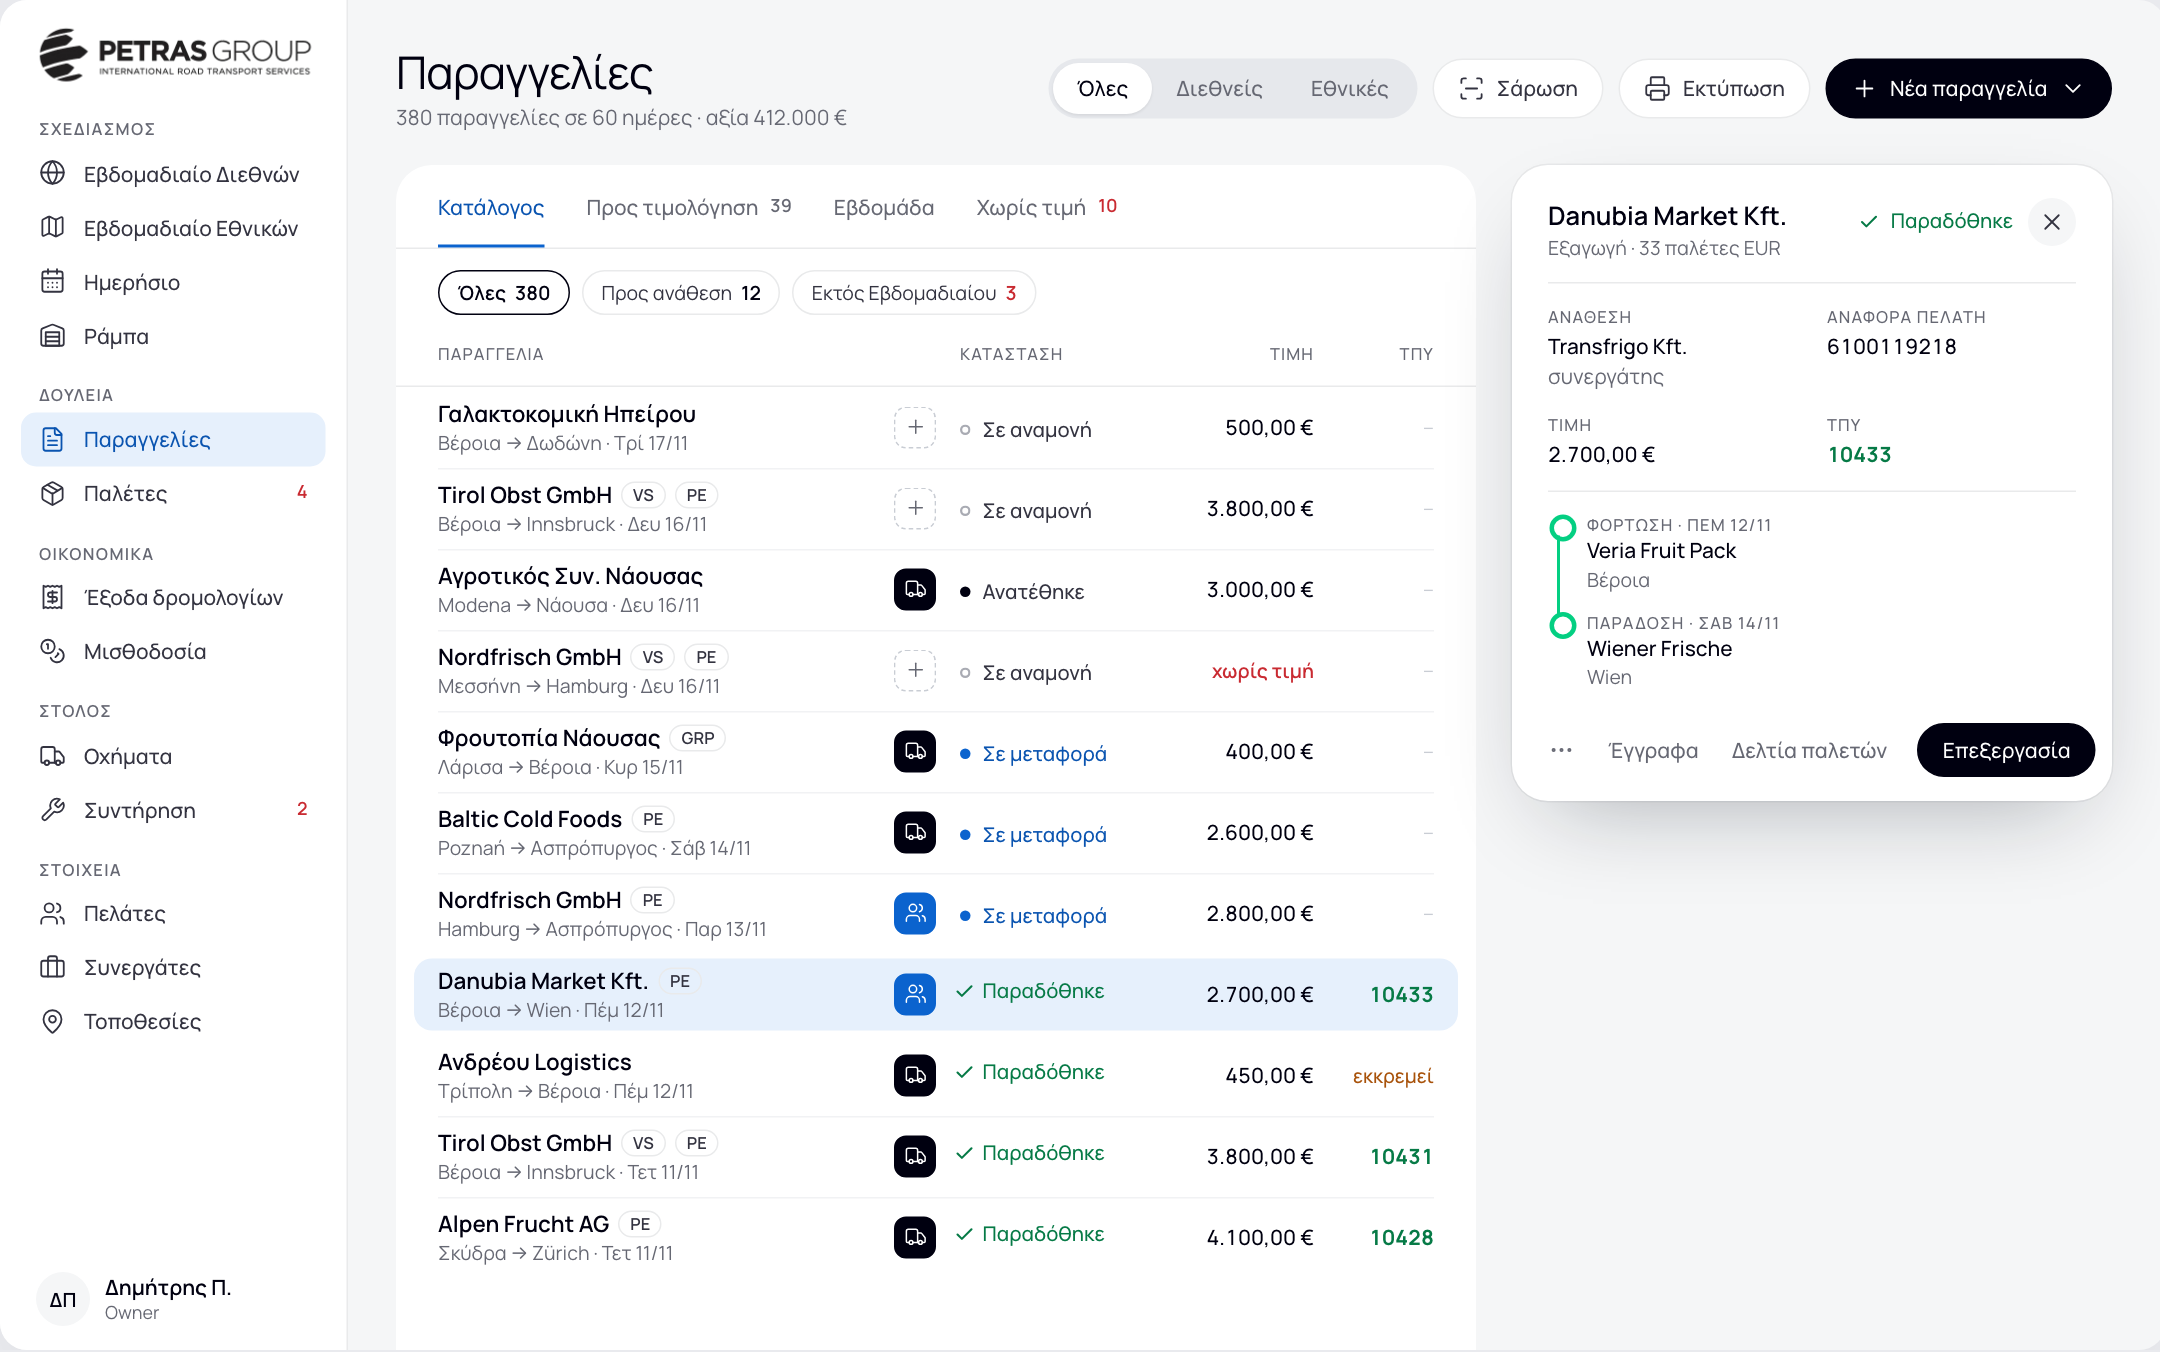 PETRAS GROUP
INTERNATIONAL ROAD TRANSPORT SERVICES
ΣΧΕΔΙΑΣΜΟΣ
Εβδομαδιαίο Διεθνών
Εβδομαδιαίο Εθνικών
Ημερήσιο
Ράμπα
ΔΟΥΛΕΙΑ
Παραγγελίες
Παλέτες 4
ΟΙΚΟΝΟΜΙΚΑ
Έξοδα δρομολογίων
Μισθοδοσία
ΣΤΟΛΟΣ
Οχήματα
Συντήρηση 2
ΣΤΟΙΧΕΙΑ
Πελάτες
Συνεργάτες
Τοποθεσίες
ΔΠ
Δημήτρης Π.
Owner
Παραγγελίες
380 παραγγελίες σε 60 ημέρες · αξία 412.000 €
Όλες Διεθνείς Εθνικές
Σάρωση
Εκτύπωση
Νέα παραγγελία
Κατάλογος Προς τιμολόγηση 39 Εβδομάδα Χωρίς τιμή 10
Όλες 380 Προς ανάθεση 12 Εκτός Εβδομαδιαίου 3
ΠΑΡΑΓΓΕΛΙΑ ΚΑΤΑΣΤΑΣΗ ΤΙΜΗ ΤΠΥ
Γαλακτοκομική Ηπείρου
Βέροια → Δωδώνη · Τρί 17/11
Σε αναμονή 500,00 € –
Tirol Obst GmbH VS PE
Βέροια → Innsbruck · Δευ 16/11
Σε αναμονή 3.800,00 € –
Αγροτικός Συν. Νάουσας
Modena → Νάουσα · Δευ 16/11
Ανατέθηκε 3.000,00 € –
Nordfrisch GmbH VS PE
Μεσσήνη → Hamburg · Δευ 16/11
Σε αναμονή χωρίς τιμή –
Φρουτοπία Νάουσας GRP
Λάρισα → Βέροια · Κυρ 15/11
Σε μεταφορά 400,00 € –
Baltic Cold Foods PE
Poznań → Ασπρόπυργος · Σάβ 14/11
Σε μεταφορά 2.600,00 € –
Nordfrisch GmbH PE
Hamburg → Ασπρόπυργος · Παρ 13/11
Σε μεταφορά 2.800,00 € –
Danubia Market Kft. PE
Βέροια → Wien · Πέμ 12/11
Παραδόθηκε 2.700,00 € 10433
Ανδρέου Logistics
Τρίπολη → Βέροια · Πέμ 12/11
Παραδόθηκε 450,00 € εκκρεμεί
Tirol Obst GmbH VS PE
Βέροια → Innsbruck · Τετ 11/11
Παραδόθηκε 3.800,00 € 10431
Alpen Frucht AG PE
Σκύδρα → Zürich · Τετ 11/11
Παραδόθηκε 4.100,00 € 10428
Danubia Market Kft.
Παραδόθηκε
Εξαγωγή · 33 παλέτες EUR
ΑΝΑΘΕΣΗ ΑΝΑΦΟΡΑ ΠΕΛΑΤΗ
Transfrigo Kft. 6100119218
συνεργάτης
ΤΙΜΗ ΤΠΥ
2.700,00 € 10433
ΦΟΡΤΩΣΗ · ΠΕΜ 12/11
Veria Fruit Pack
Βέροια
ΠΑΡΑΔΟΣΗ · ΣΑΒ 14/11
Wiener Frische
Wien
Έγγραφα Δελτία παλετών Επεξεργασία